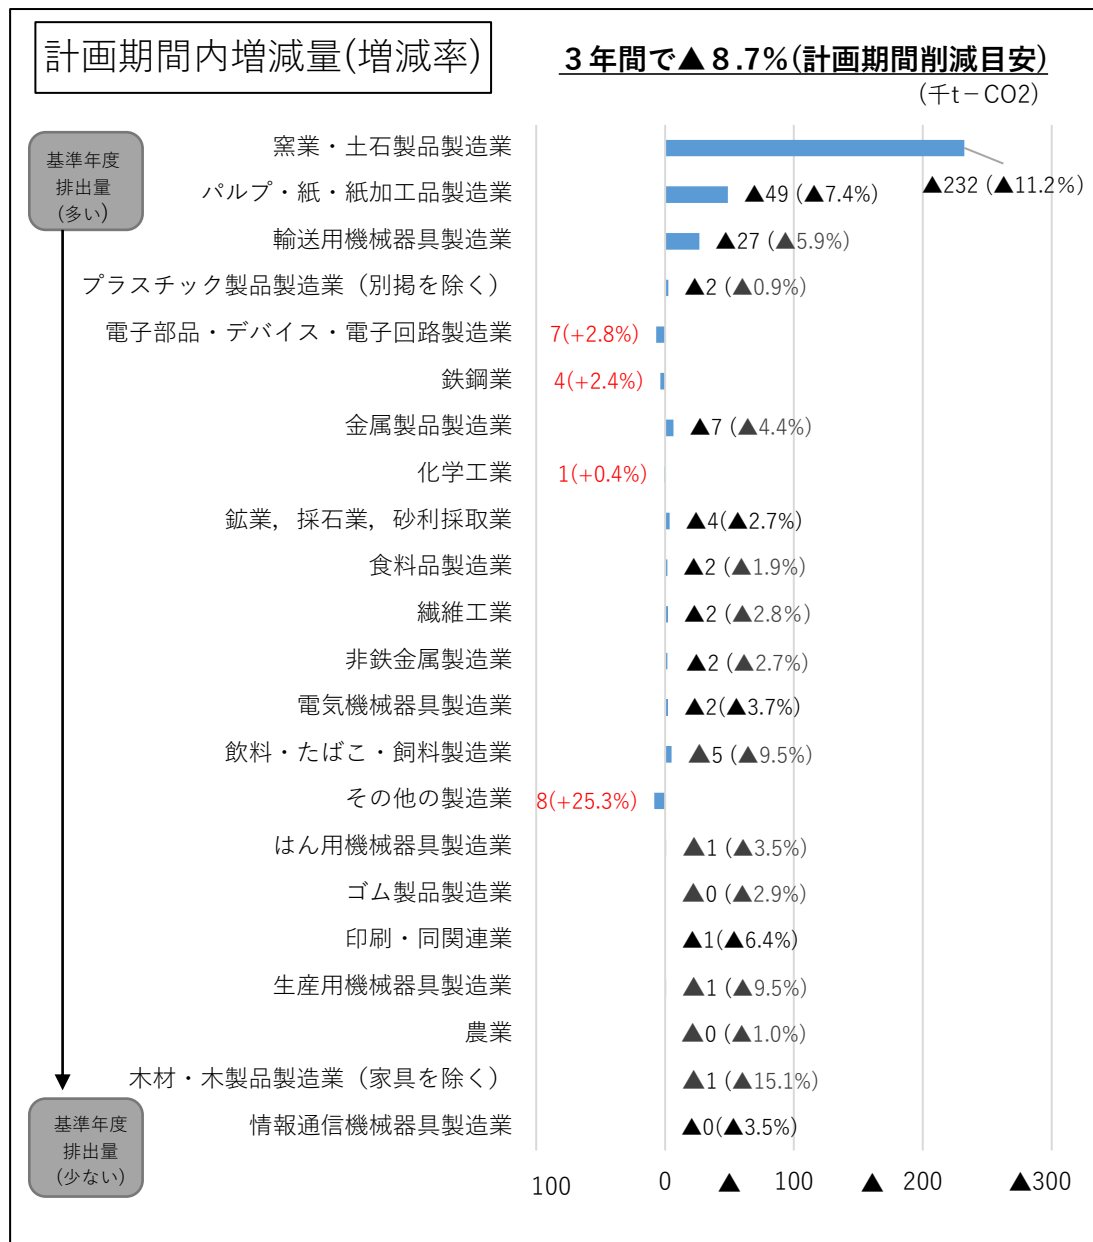 計画期間内増減量(増減率)
３年間で▲８.7%(計画期間削減目安)
(千t－CO2)
基準年度
排出量
(多い)
窯業・土石製品製造業
▲232 (▲11.2%)
パルプ・紙・紙加工品製造業
▲49 (▲7.4%)
輸送用機械器具製造業
▲27 (▲5.9%)
プラスチック製品製造業（別掲を除く）
▲2 (▲0.9%)
電子部品・デバイス・電子回路製造業
7(+2.8%)
鉄鋼業
4(+2.4%)
金属製品製造業
▲7 (▲4.4%)
化学工業
1(+0.4%)
鉱業，採石業，砂利採取業
▲4(▲2.7%)
食料品製造業
▲2 (▲1.9%)
繊維工業
▲2 (▲2.8%)
非鉄金属製造業
▲2 (▲2.7%)
電気機械器具製造業
▲2(▲3.7%)
飲料・たばこ・飼料製造業
▲5 (▲9.5%)
その他の製造業
8(+25.3%)
はん用機械器具製造業
▲1 (▲3.5%)
ゴム製品製造業
▲0 (▲2.9%)
印刷・同関連業
▲1(▲6.4%)
生産用機械器具製造業
▲1 (▲9.5%)
農業
▲0 (▲1.0%)
木材・木製品製造業（家具を除く）
▲1 (▲15.1%)
情報通信機械器具製造業
▲0(▲3.5%)
基準年度
排出量
(少ない)
100 0 ▲ 100 ▲ 200 ▲300